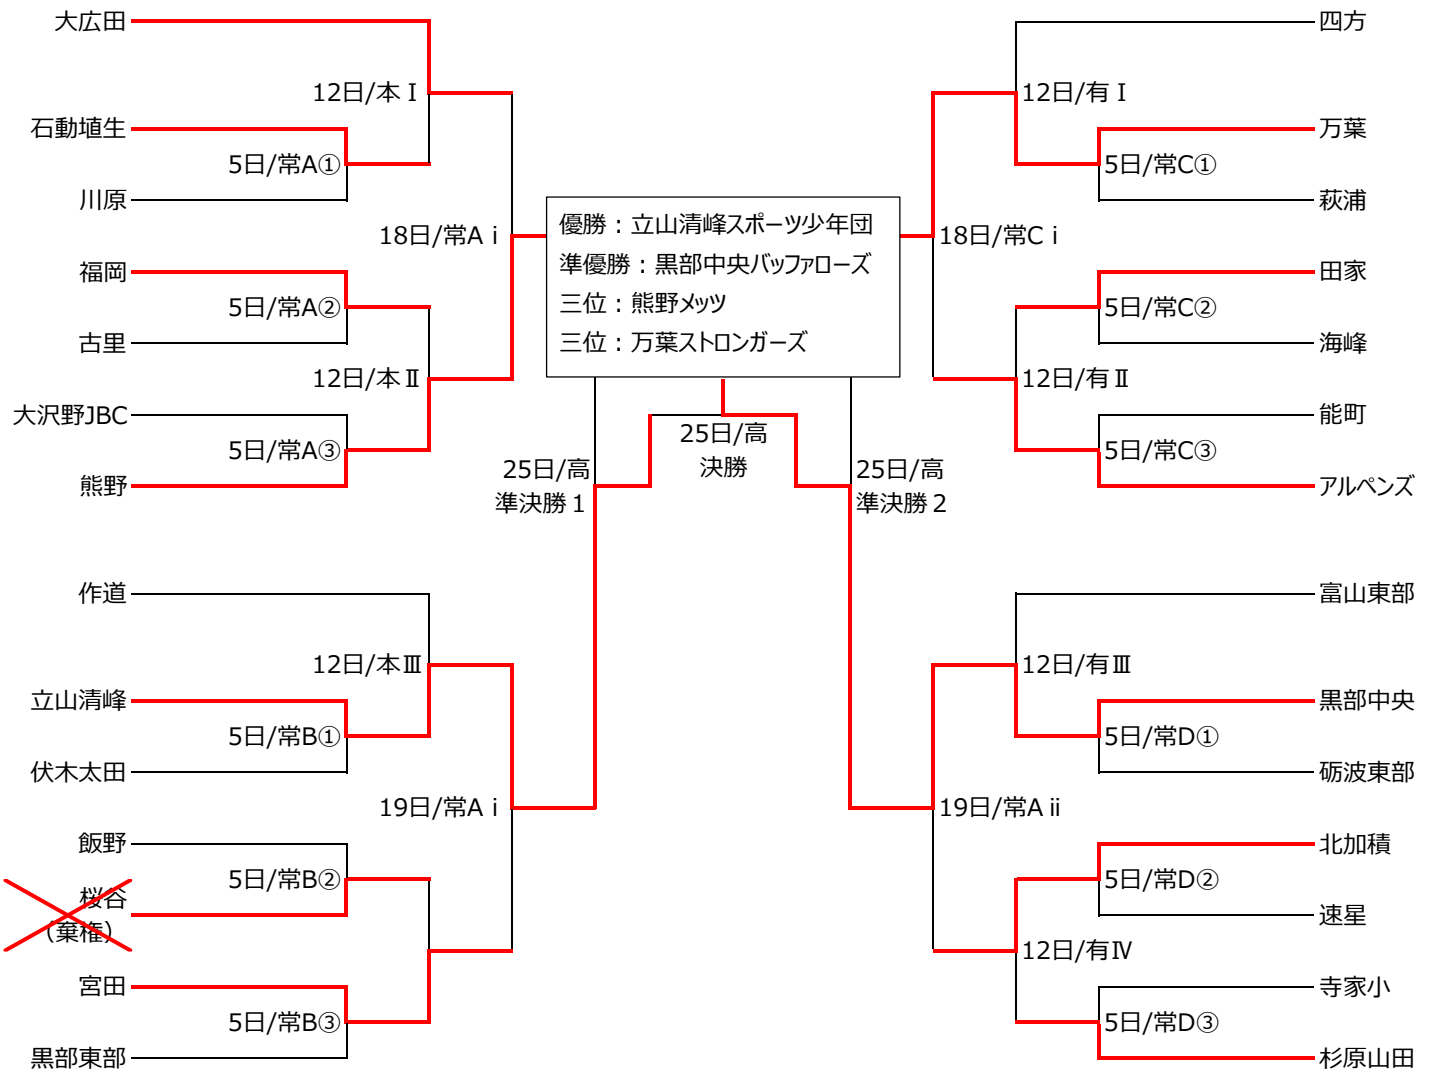 大広田
12日/本Ⅰ
石動埴生
5日/常A①
川原
18日/常Aⅰ
福岡
5日/常A②
古里
12日/本Ⅱ
大沢野JBC
5日/常A③
熊野
作道
12日/本Ⅲ
立山清峰
5日/常B①
伏木太田
19日/常Aⅰ
飯野
5日/常B②
桜谷
（棄権）
宮田
5日/常B③
黒部東部
優勝：立山清峰スポーツ少年団
準優勝：黒部中央バッファローズ
三位：熊野メッツ
三位：万葉ストロンガーズ
25日/高
準決勝１
25日/高
決勝
25日/高
準決勝２
四方
12日/有Ⅰ
万葉
5日/常C①
萩浦
18日/常Cⅰ
田家
5日/常C②
海峰
12日/有Ⅱ
能町
5日/常C③
アルペンズ
富山東部
12日/有Ⅲ
黒部中央
5日/常D①
砺波東部
19日/常Aⅱ
北加積
5日/常D②
速星
12日/有Ⅳ
寺家小
5日/常D③
杉原山田